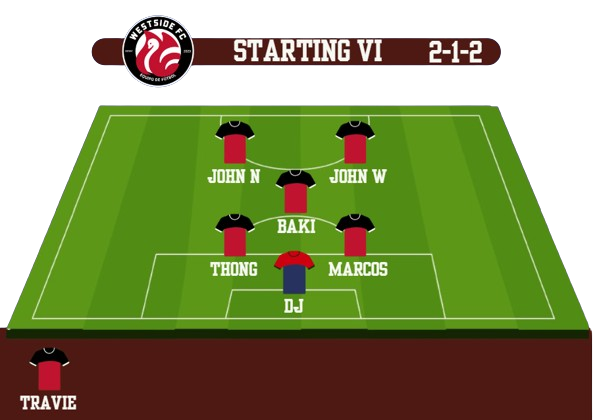 WESTSIDE FC
EQUIPO DE FUTBOL
STARTING VI
2-1-2
JOHN N
JOHN W
BAKI
THONG
MARCOS
DJ
TRAVIE